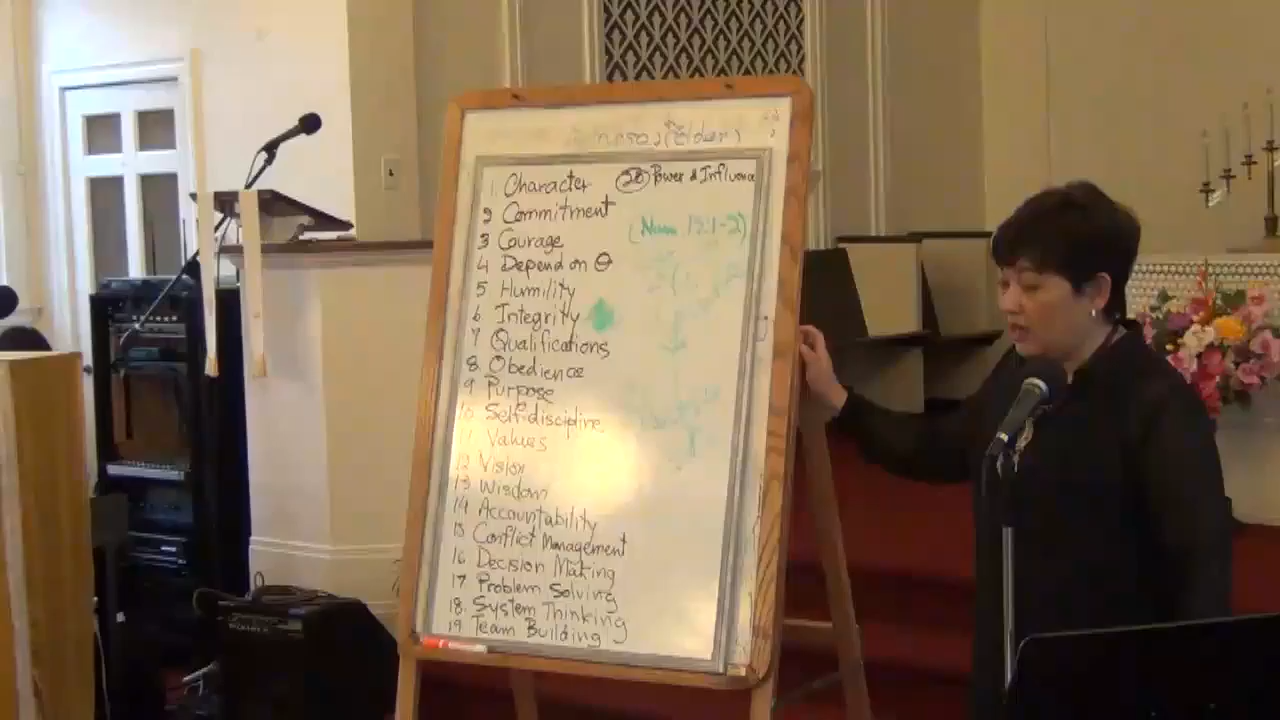 1. Character
28 Power & Influence
2 Commitment
3 Courage
4 Depend on Θ
5 Humility
6 Integrity
7 Qualifications
8. Obedience
9 Purpose
10 Self-discipline
11 Values
12 Vision
13 Wisdom
14 Accountability
15 Conflict Management
16 Decision Making
17 Problem Solving
18. System Thinking
19 Team Building